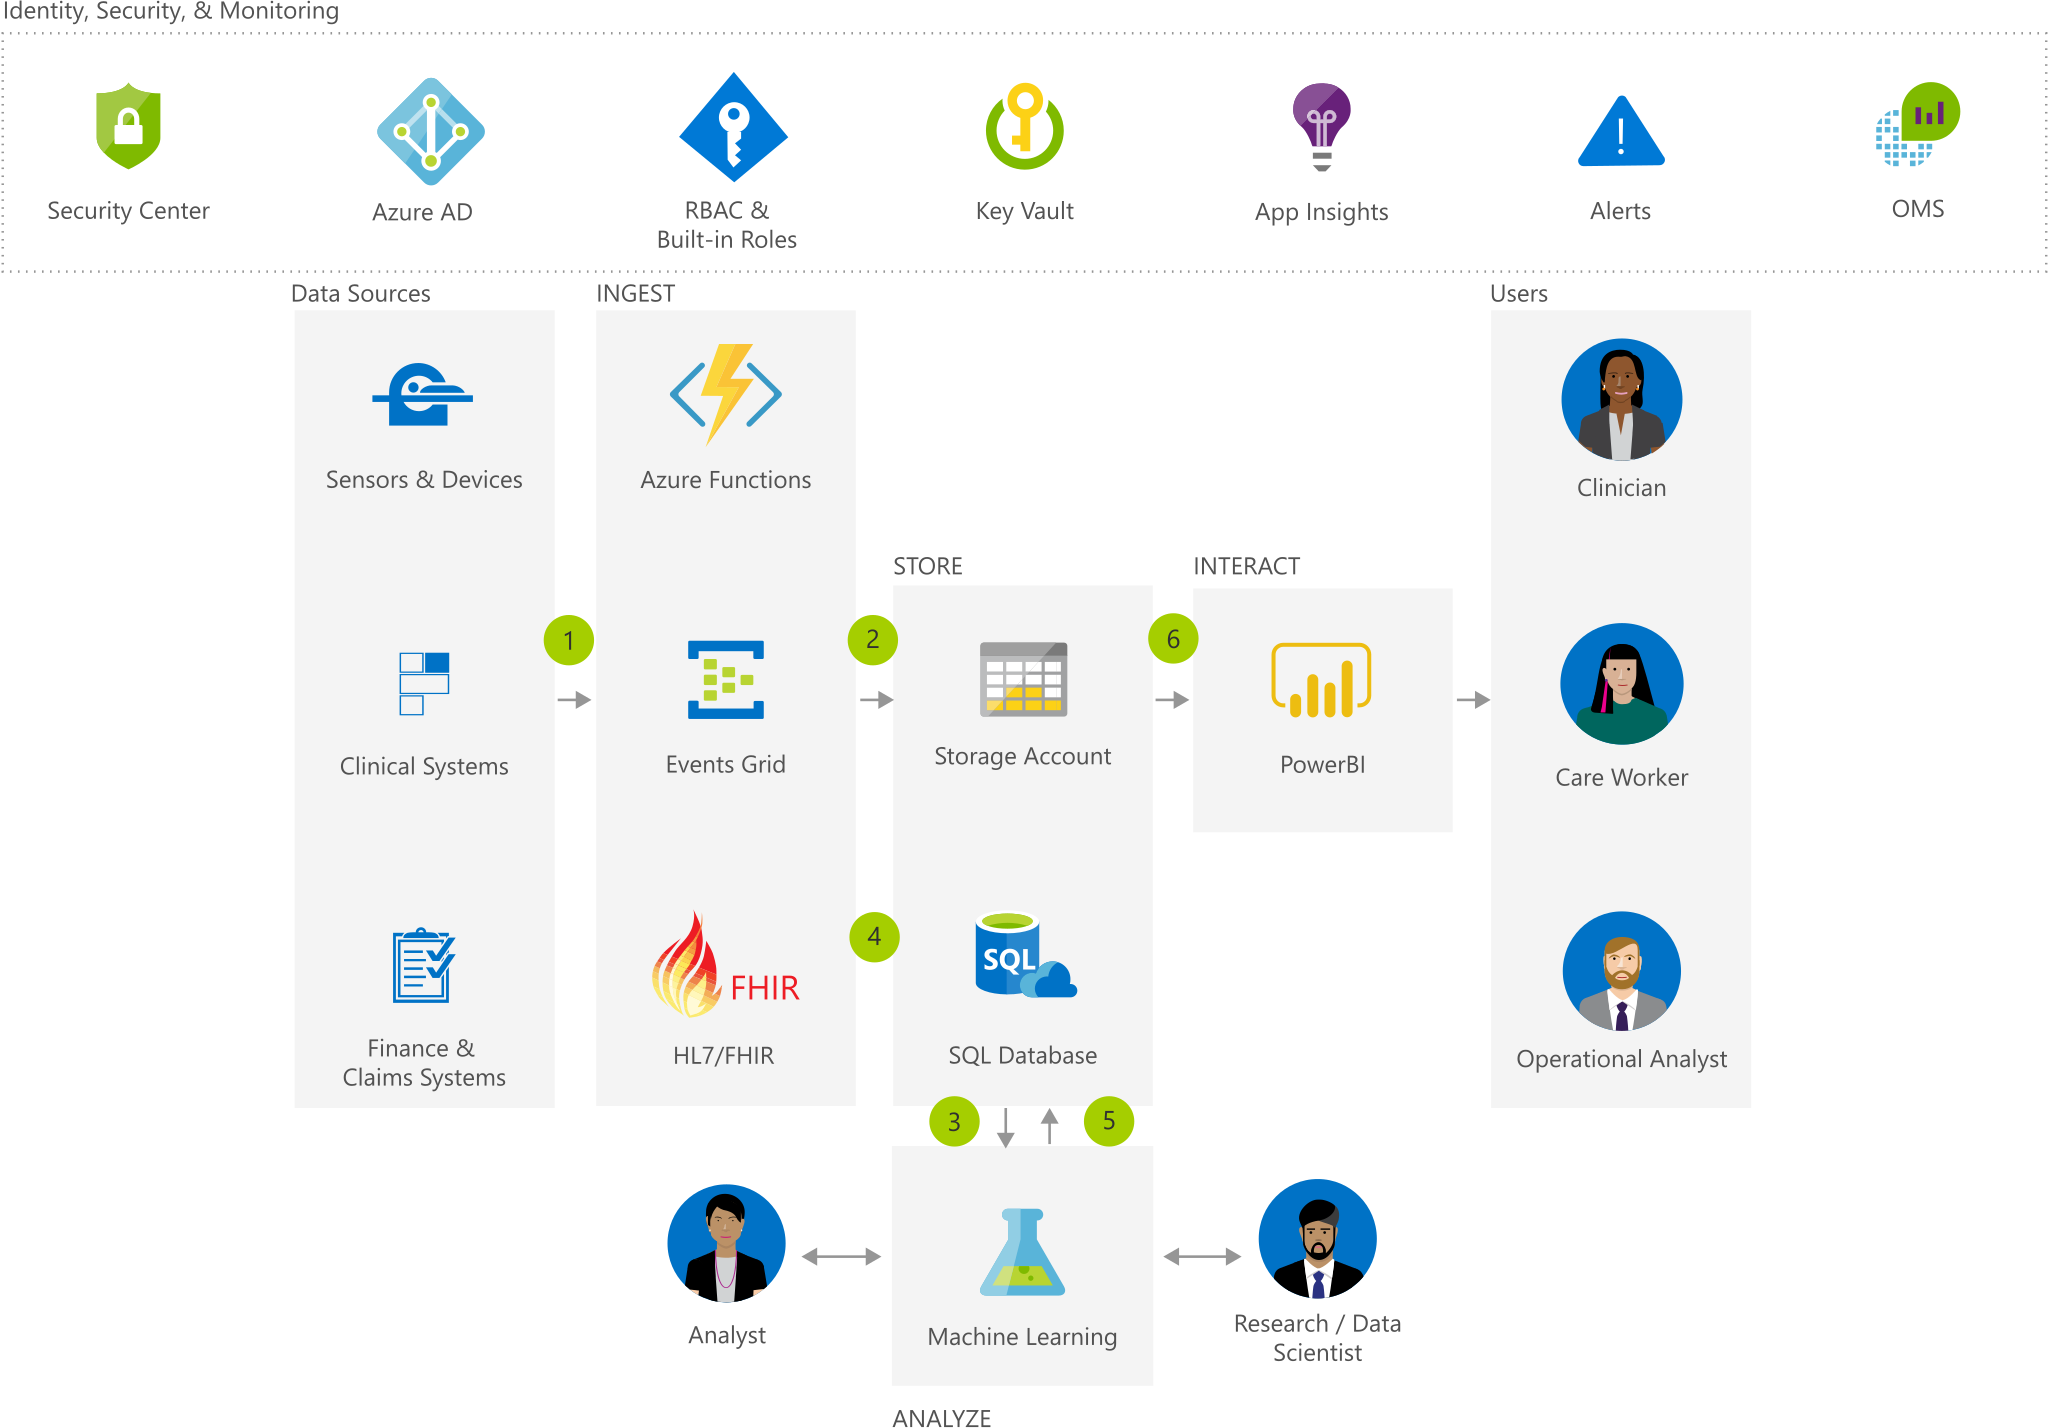 Identity, Security, & Monitoring
Security Center
Azure AD
RBAC &
Built-in Roles
Key Vault
App Insights
Alerts
OMS
Data Sources
Sensors & Devices
Clinical Systems
Finance &
Claims Systems
1
INGEST
Azure Functions
Events Grid
FHIR
HL7/FHIR
2
4
STORE
Storage Account
SQL
SQL Database
3
5
6
INTERACT
PowerBI
Users
Clinician
Care Worker
Operational Analyst
Analyst
Machine Learning
Research / Data
Scientist
ANALYZE